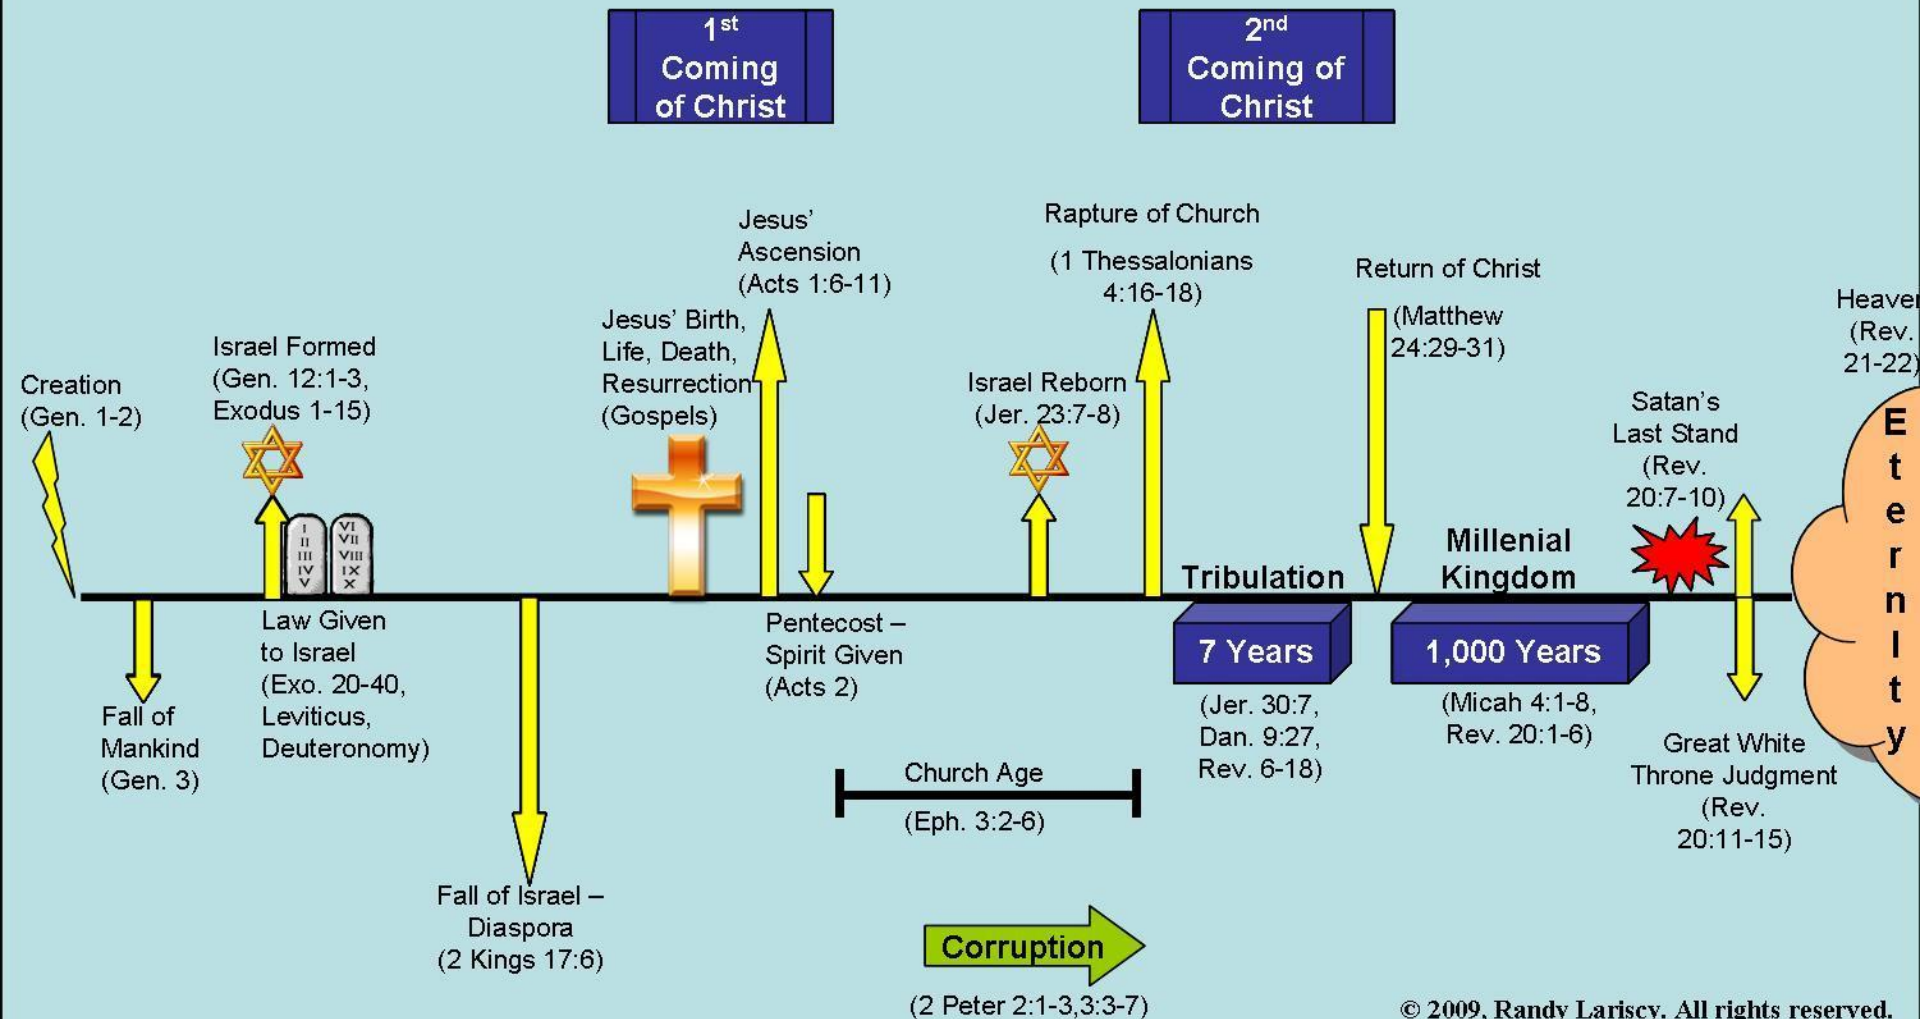 1st
Coming
of Christ
2nd
Coming of
Christ
Creation
(Gen. 1-2)
Fall of
Mankind
(Gen. 3)
Israel Formed
(Gen. 12:1-3,
Exodus 1-15)
I
II
III
IV
V
VI
VII
VIII
IX
X
Law Given
to Israel
(Exo. 20-40,
Leviticus,
Deuteronomy)
Fall of Israel –
Diaspora
(2 Kings 17:6)
Jesus' Birth,
Life, Death,
Resurrection
(Gospels)
Jesus'
Ascension
(Acts 1:6-11)
Pentecost –
Spirit Given
(Acts 2)
Church Age
(Eph. 3:2-6)
Corruption
(2 Peter 2:1-3,3:3-7)
Israel Reborn
(Jer. 23:7-8)
Rapture of Church
(1 Thessalonians
4:16-18)
Tribulation
7 Years
(Jer. 30:7,
Dan. 9:27,
Rev. 6-18)
Return of Christ
(Matthew
24:29-31)
Millenial
Kingdom
1,000 Years
(Micah 4:1-8,
Rev. 20:1-6)
Satan's
Last Stand
(Rev.
20:7-10)
Great White
Throne Judgment
(Rev.
20:11-15)
Heaven
(Rev.
21-22)
E
t
e
r
n
I
t
y
© 2009, Randy Lariscy. All rights reserved.